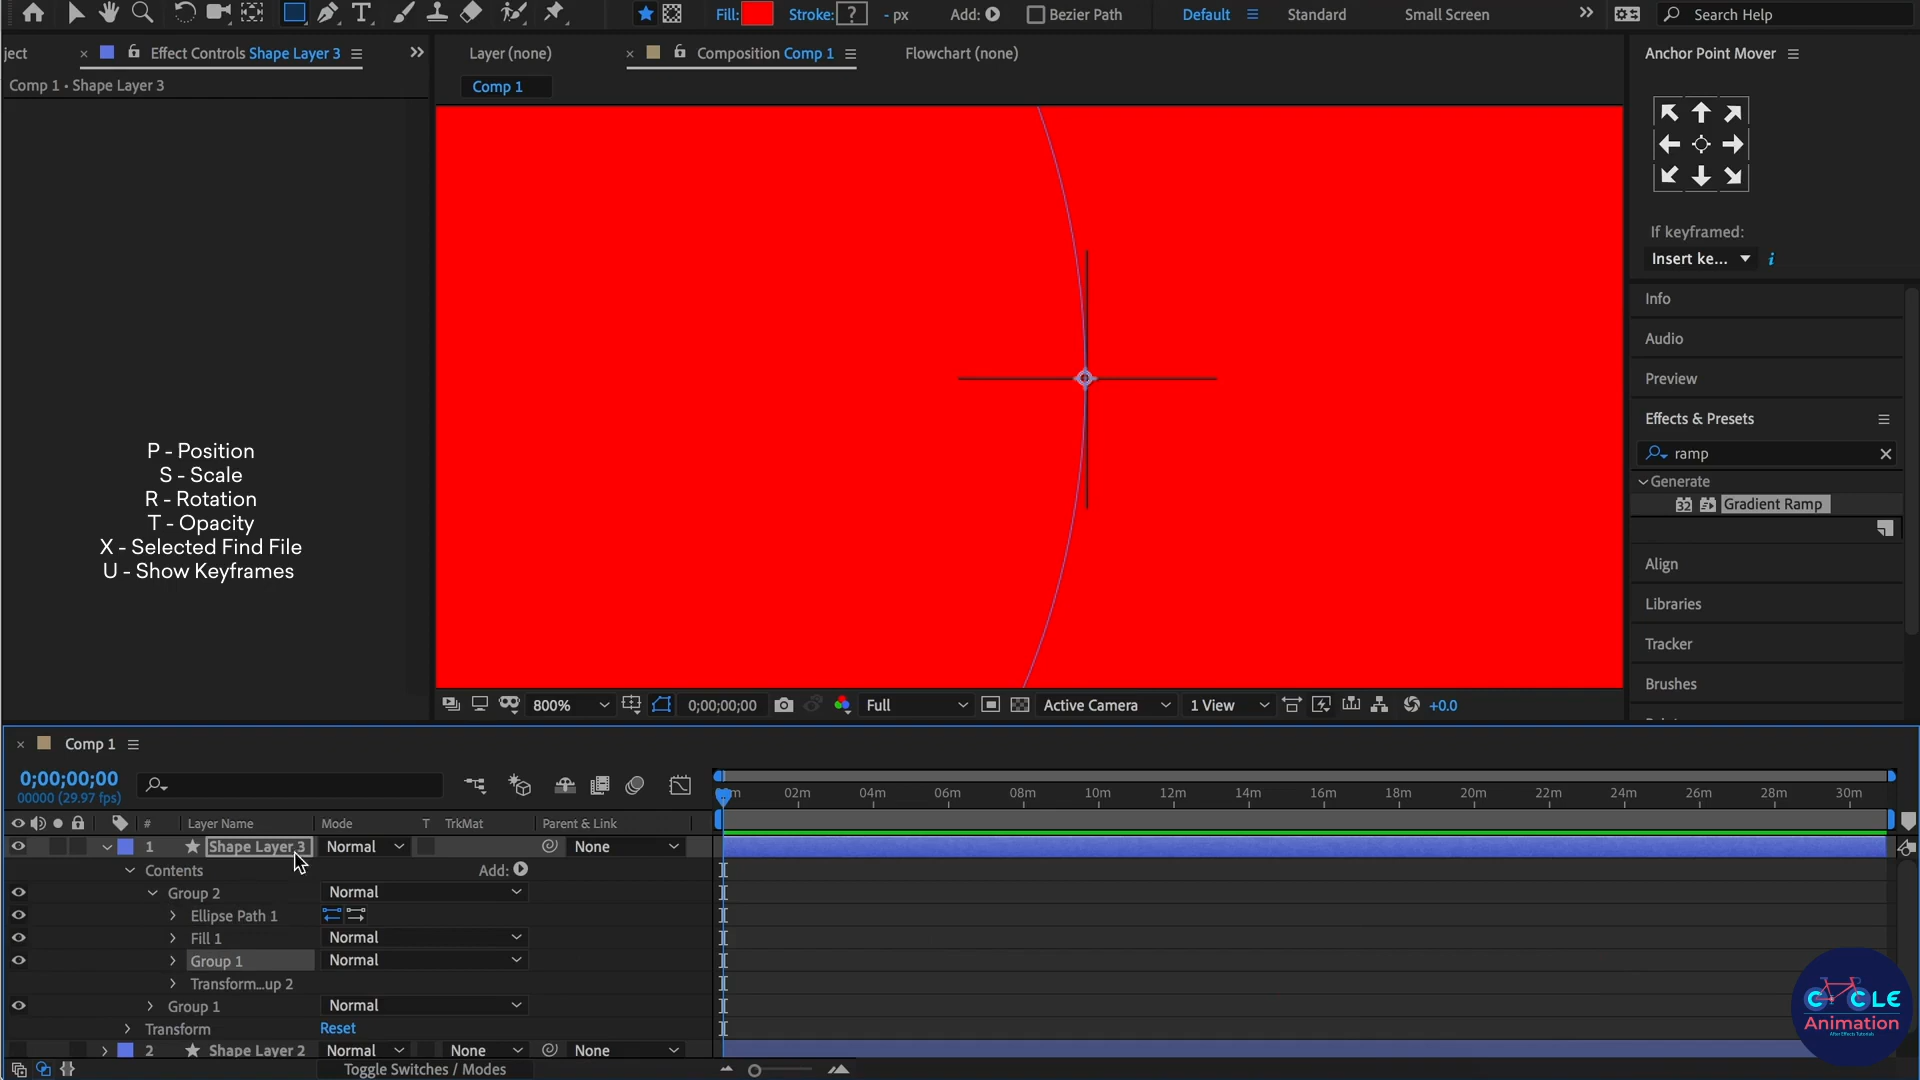 Fill: Stroke: ? - px Add: Bezier Path Default Standard Small Screen Search Help
ject Effect Controls Shape Layer 3
Comp 1 • Shape Layer 3
Layer (none) Composition Comp 1 Flowchart (none)
Comp 1
Anchor Point Mover
If keyframed:
Insert ke... i
Info
Audio
Preview
Effects & Presets
ramp
Generate
32 Gradient Ramp
Align
Libraries
Tracker
Brushes
P - Position
S - Scale
R - Rotation
T - Opacity
X - Selected Find File
U - Show Keyframes
800% 0;00;00;00 Full Active Camera 1 View +0.0
Comp 1
0;00;00;00
00000 (29.97 fps)
02m 04m 06m 08m 10m 12m 14m 16m 18m 20m 22m 24m 26m 28m 30m
# Layer Name Mode T TrkMat Parent & Link
1 Shape Layer 3 Normal None
Contents Add:
Group 2 Normal
Ellipse Path 1
Fill 1 Normal
Group 1 Normal
Transform...up 2
Group 1 Normal
Transform Reset
2 Shape Layer 2 Normal None None
Toggle Switches / Modes
CYCLE
Animation
After Effects Tutorials